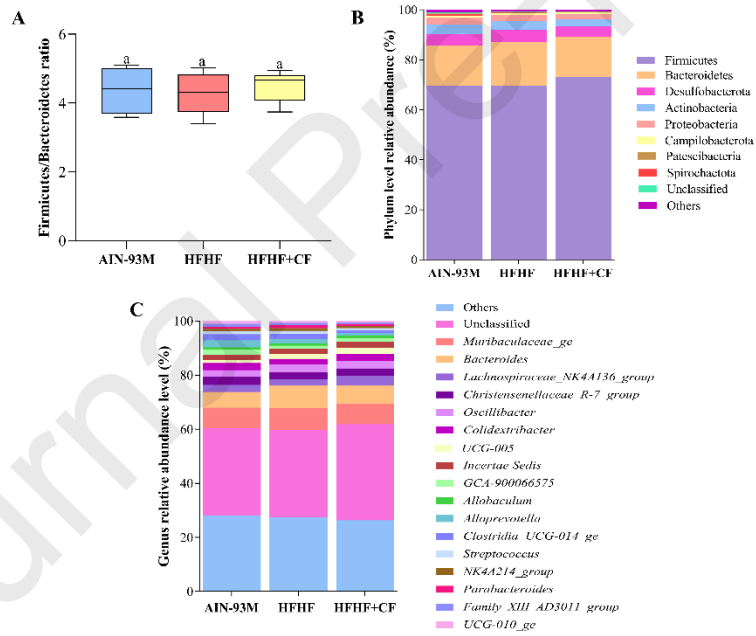 A
Firmicutes/Bacteroidetes ratio
6
4
2
0
a
a
a
AIN-93M
HFHF
HFHF+CF
B
Phylum level relative abundance (%)
100
80
60
40
20
0
AIN-93M
HFHF
HFHF+CF
Firmicutes
Bacteroidetes
Desulfobacterota
Actinobacteria
Proteobacteria
Campilobacterota
Patescibacteria
Spirochaetota
Unclassified
Others
C
Genus relative abundance level (%)
100
80
60
40
20
0
AIN-93M
HFHF
HFHF+CF
Others
Unclassified
Muribaculaceae_ge
Bacteroides
Lachnospiraceae_NK4A136_group
Christensenellaceae_R-7_group
Oscillibacter
Colidextribacter
UCG-005
Incertae Sedis
GCA-900066575
Allobaculum
Alloprevotella
Clostridia_UCG-014_ge
Streptococcus
NK4A214_group
Parabacteroides
Family_XIII_AD3011_group
UCG-010_ge
urnal Pre